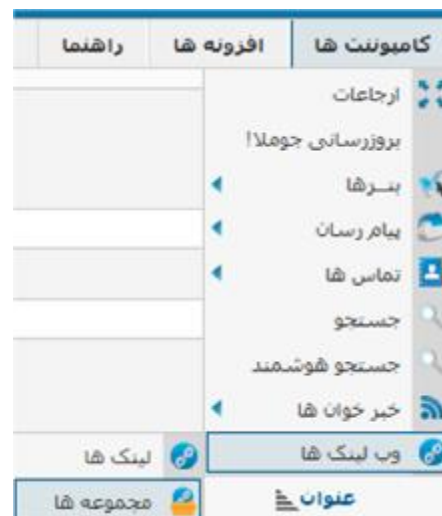 کامپوننت ها افزونه ها راهنما
ارجاعات
بروزرسانی جوملا!
بنــرها
پیام رسان
تماس ها
جستجو
جستجو هوشمند
خبر خوان ها
وب لینک ها لینک ها
عنوان مجموعه ها